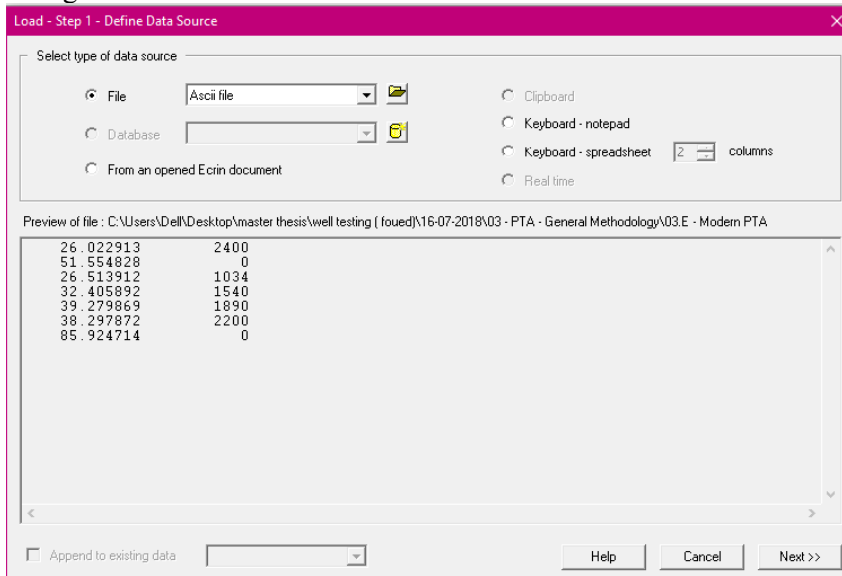 Load - Step 1 - Define Data Source
Select type of data source
File
Ascii file
Clipboard
Database
Keyboard - notepad
Keyboard - spreadsheet 2 columns
From an opened Ecrin document
Real time
Preview of file : C:\Users\Dell\Desktop\master thesis\well testing ( foued)\16-07-2018\03 - PTA - General Methodology\03.E - Modern PTA
26.022913 2400
51.554828 0
26.513912 1034
32.405892 1540
39.279869 1890
38.297872 2200
85.924714 0
Append to existing data
Help
Cancel
Next >>